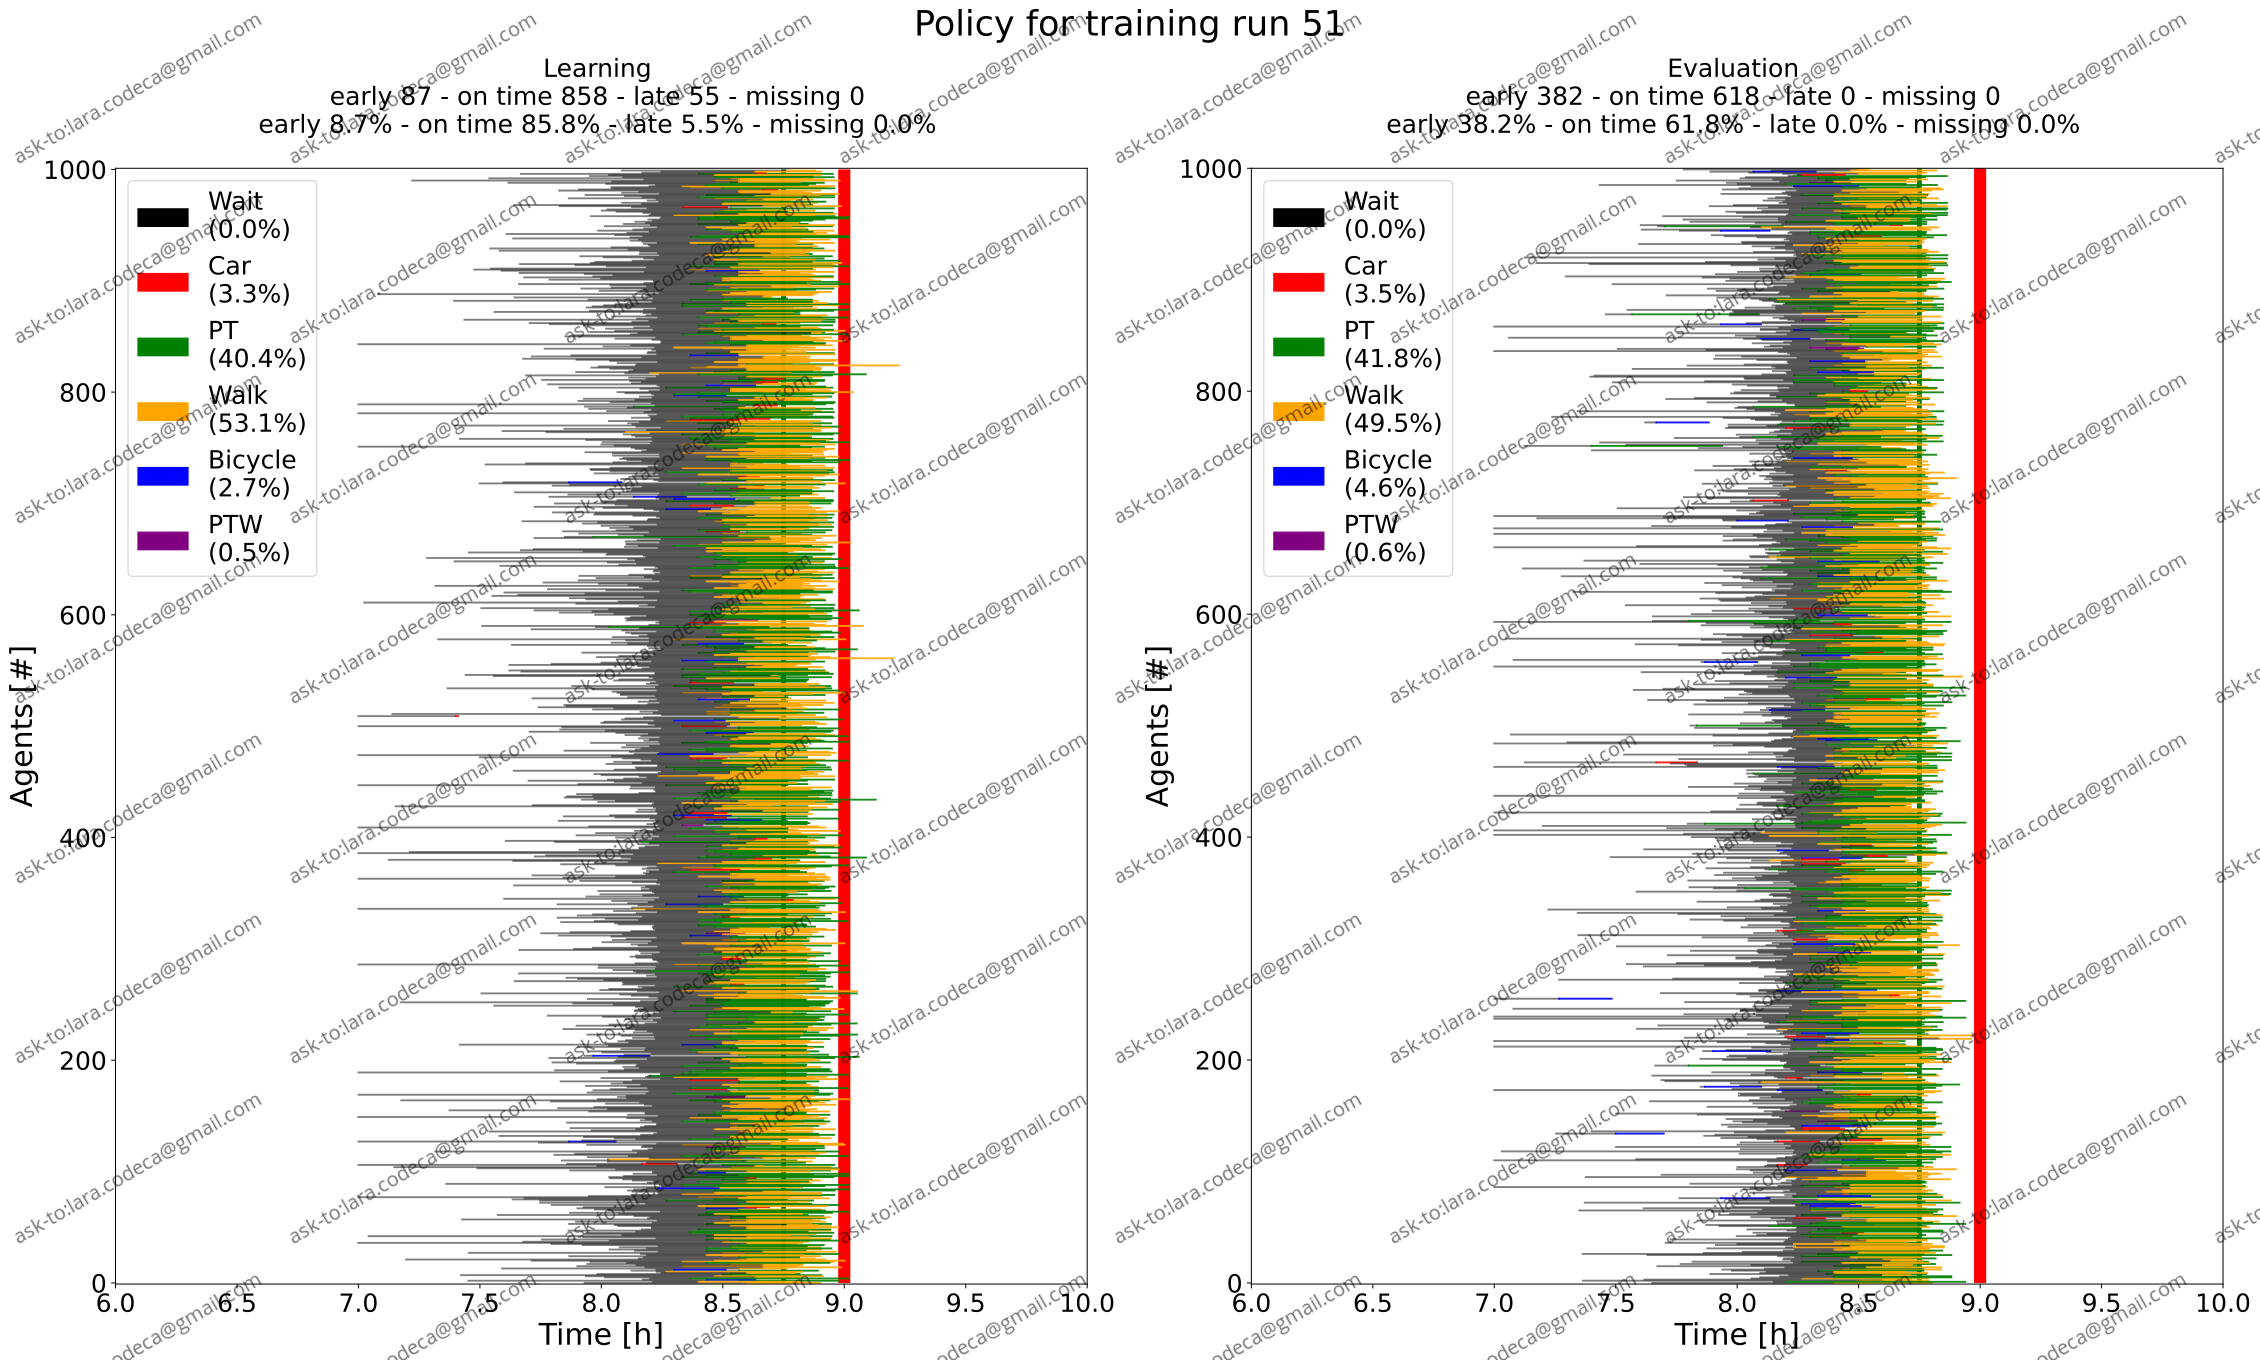 Policy for training run 51
Learning
early 87 - on time 858 - late 55 - missing 0
early 8.7% - on time 85.8% - late 5.5% - missing 0.0%
1000
800
600
400
200
0
Agents [#]
Wait
(0.0%)
Car
(3.3%)
PT
(40.4%)
Walk
(53.1%)
Bicycle
(2.7%)
PTW
(0.5%)
6.0 6.5 7.0 7.5 8.0 8.5 9.0 9.5 10.0
Time [h]
Evaluation
early 382 - on time 618 - late 0 - missing 0
early 38.2% - on time 61.8% - late 0.0% - missing 0.0%
1000
800
600
400
200
0
Agents [#]
Wait
(0.0%)
Car
(3.5%)
PT
(41.8%)
Walk
(49.5%)
Bicycle
(4.6%)
PTW
(0.6%)
6.0 6.5 7.0 7.5 8.0 8.5 9.0 9.5 10.0
Time [h]
ask-to:lara.codeca@gmail.com